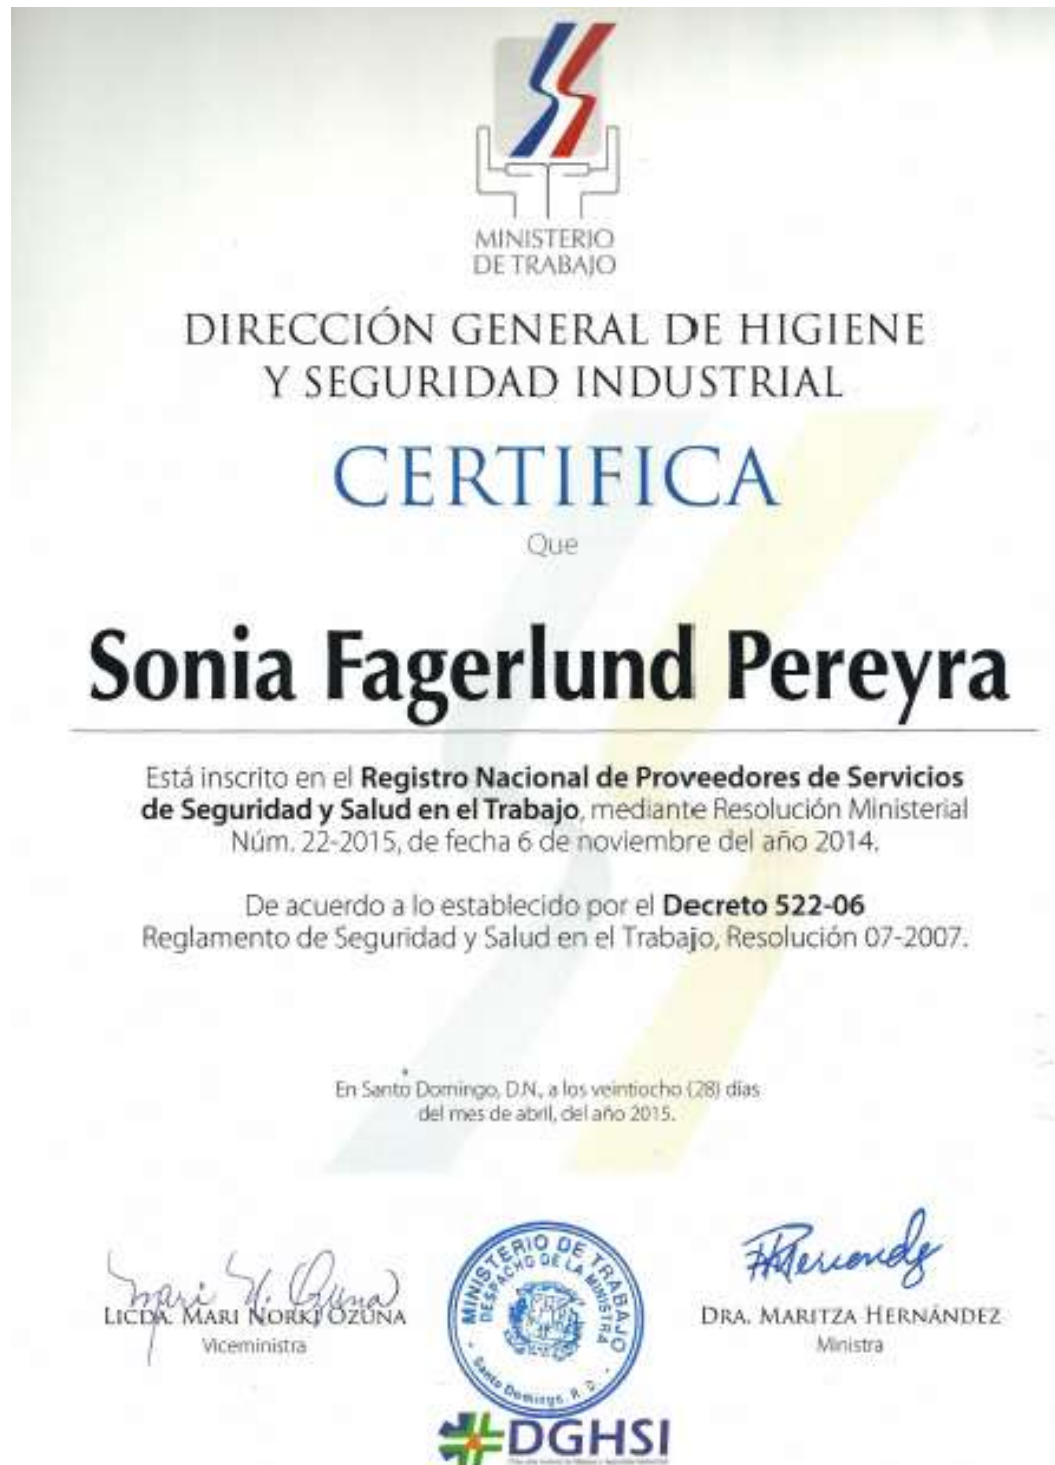 MINISTERIO
DE TRABAJO
DIRECCIÓN GENERAL DE HIGIENE
Y SEGURIDAD INDUSTRIAL
CERTIFICA
Que
Sonia Fagerlund Pereyra
Está inscrito en el Registro Nacional de Proveedores de Servicios
de Seguridad y Salud en el Trabajo, mediante Resolución Ministerial
Núm. 22-2015, de fecha 6 de noviembre del año 2014.
De acuerdo a lo establecido por el Decreto 522-06
Reglamento de Seguridad y Salud en el Trabajo, Resolución 07-2007.
En Santo Domingo, D.N., a los veintiocho (28) días
del mes de abril, del año 2015.
Mari N. Ozuna
LICDA. MARI NORKI OZUNA
Viceministra
MINISTERIO DE TRABAJO
DESPACHO DE LA MINISTRA
Santo Domingo, R. D.
DRA. MARITZA HERNÁNDEZ
Ministra
DGHSI